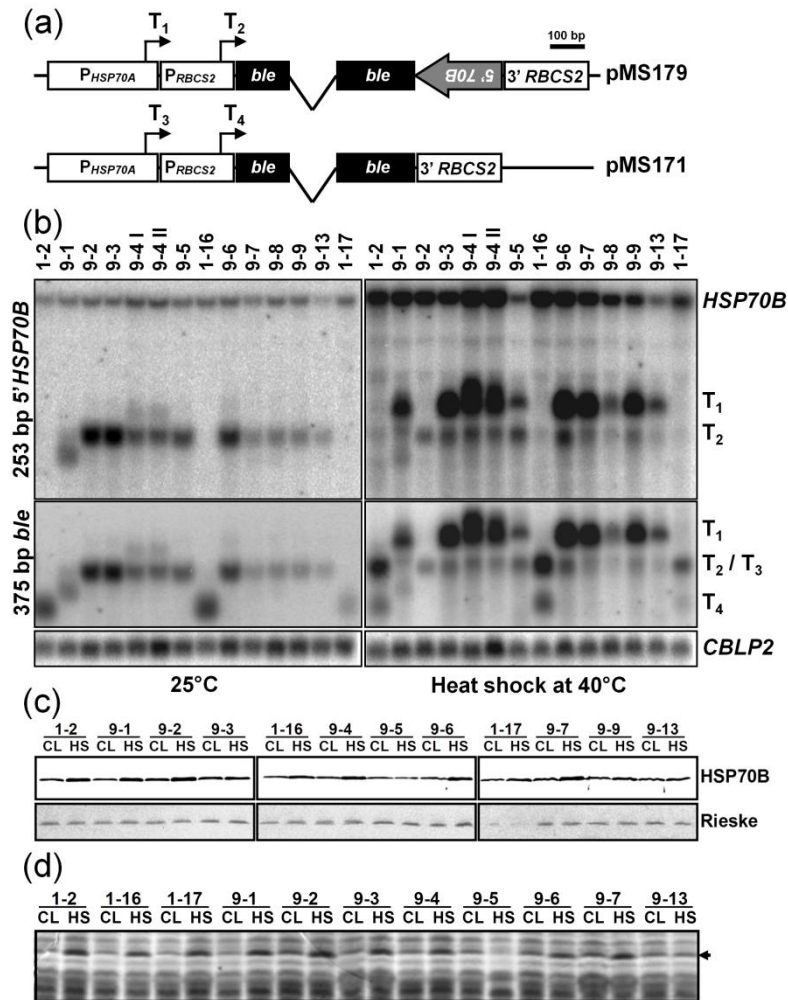 (a)
T1 T2 100 bp
PHSP70A PRBCS2 ble ble 5' 70B 3' RBCS2 pMS179
T3 T4
PHSP70A PRBCS2 ble ble 3' RBCS2 pMS171
(b)
1-2 9-1 9-2 9-3 9-4 I 9-4 II 9-5 1-16 9-6 9-7 9-8 9-9 9-13 1-17
1-2 9-1 9-2 9-3 9-4 I 9-4 II 9-5 1-16 9-6 9-7 9-8 9-9 9-13 1-17
253 bp 5'HSP70B
HSP70B
T1
T2
375 bp ble
T1
T2 / T3
T4
CBLP2
25°C Heat shock at 40°C
(c)
1-2 9-1 9-2 9-3 1-16 9-4 9-5 9-6 1-17 9-7 9-9 9-13
CL HS CL HS CL HS CL HS CL HS CL HS CL HS CL HS CL HS CL HS CL HS CL HS
HSP70B
Rieske
(d)
1-2 1-16 1-17 9-1 9-2 9-3 9-4 9-5 9-6 9-7 9-13
CL HS CL HS CL HS CL HS CL HS CL HS CL HS CL HS CL HS CL HS CL HS